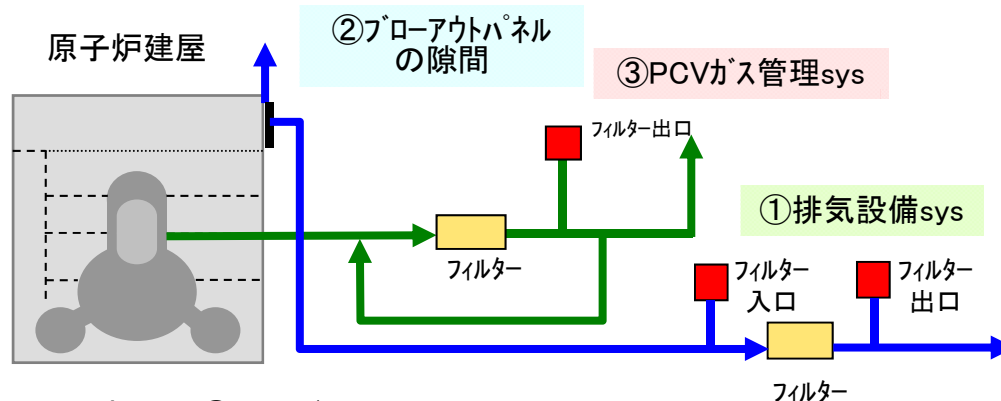 原子炉建屋
②ﾌﾞﾛｰｱｳﾄﾊﾟﾈﾙ
の隙間
③PCVｶﾞｽ管理sys
ﾌｨﾙﾀｰ出口
①排気設備sys
ﾌｨﾙﾀｰ
ﾌｨﾙﾀｰ
入口
ﾌｨﾙﾀｰ
出口
ﾌｨﾙﾀｰ